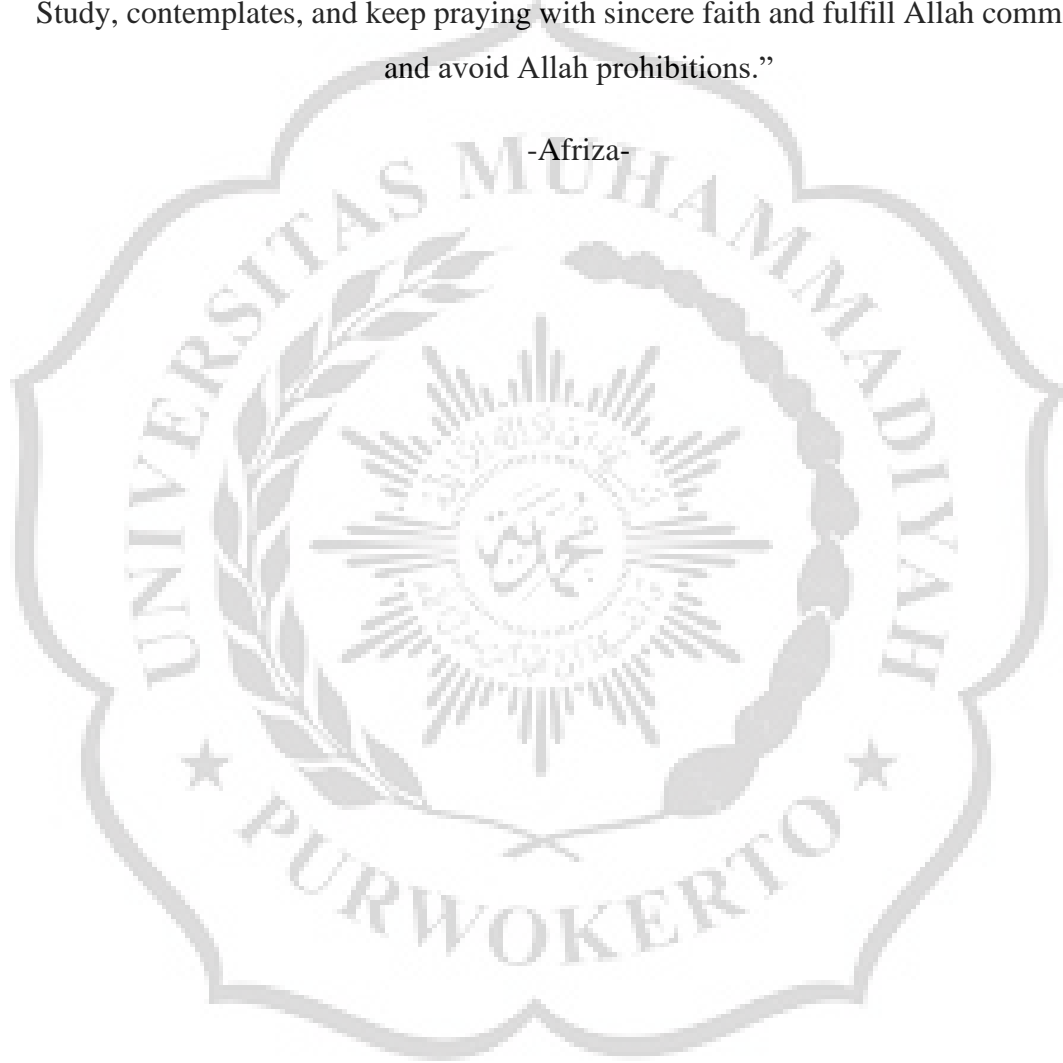 Study, contemplates, and keep praying with sincere faith and fulfill Allah comm
and avoid Allah prohibitions.”
-Afriza-
UNIVERSITAS MUHAMMADIYAH
PURWOKERTO